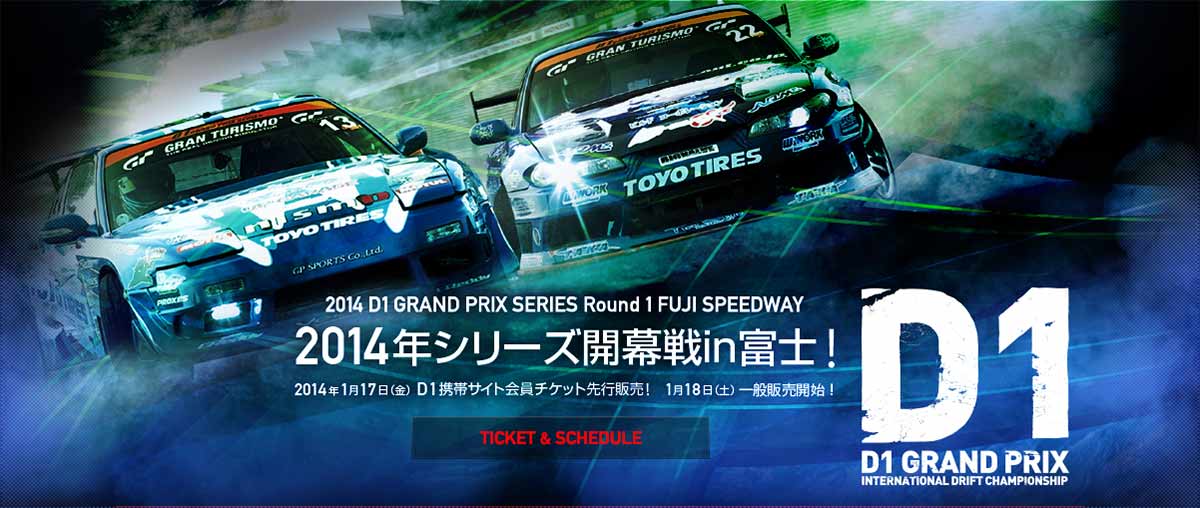 GRAN TURISMO
22
TOYO TIRES
WORK
GRAN TURISMO
13
nismo
TOYO TIRES
GP SPORTS Co.,Ltd.
PROXES
2014 D1 GRAND PRIX SERIES Round 1 FUJI SPEEDWAY
2014年シリーズ開幕戦in富士！
2014年1月17日(金) D1携帯サイト会員チケット先行販売！ 1月18日(土) 一般販売開始！
TICKET & SCHEDULE
D1
D1 GRAND PRIX
INTERNATIONAL DRIFT CHAMPIONSHIP